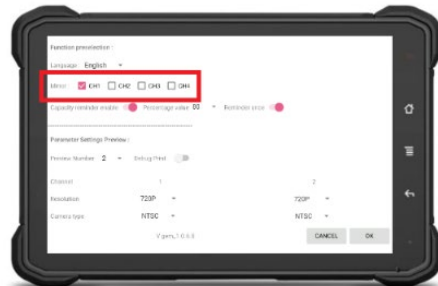 Function preselection :
Language: English
Mirror: CH1 CH2 CH3 CH4
Capacity reminder enable Percentage value Reminder once
Parameter Settings Preview :
Preview Number 2 Debug Print
Channel 1 2
Resolution 720P 720P
Camera type NTSC NTSC
CANCEL OK